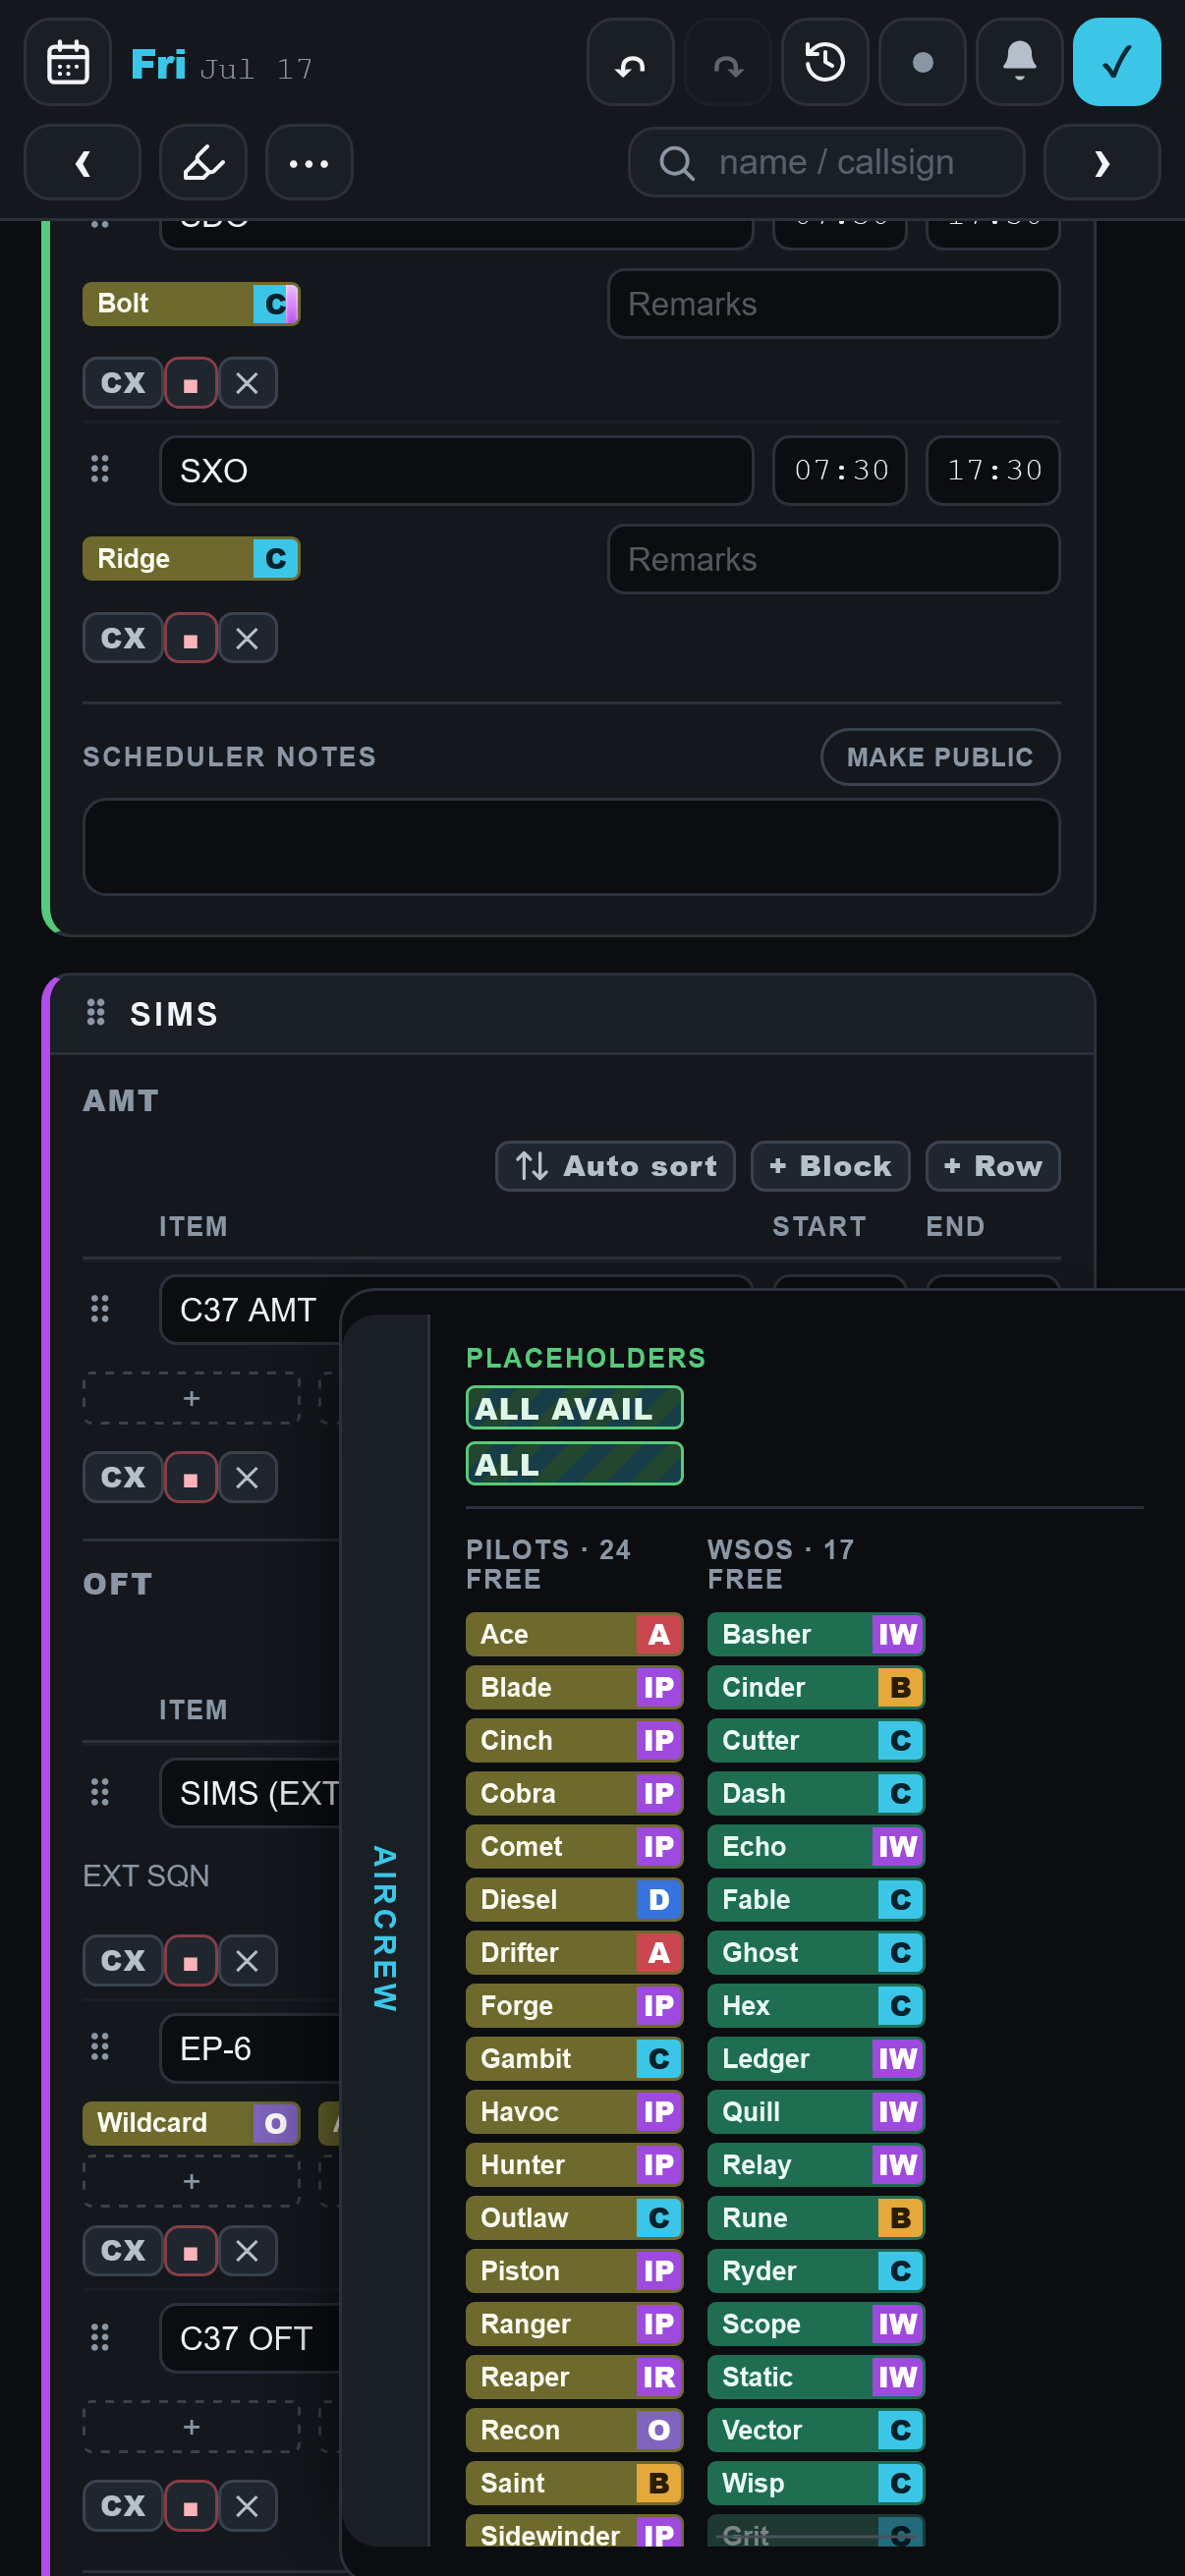 Fri Jul 17
✓
‹ ... name / callsign ›
Bolt C Remarks
CX
SXO 07:30 17:30
Ridge C Remarks
CX
SCHEDULER NOTES MAKE PUBLIC
SIMS
AMT
Auto sort + Block + Row
ITEM START END
C37 AMT
+
CX
OFT
ITEM
SIMS (EXT
EXT SQN
CX
EP-6
Wildcard O
+
CX
C37 OFT
+
CX
AIRCREW
PLACEHOLDERS
ALL AVAIL
ALL
PILOTS · 24 FREE
WSOS · 17 FREE
Ace A Basher IW
Blade IP Cinder B
Cinch IP Cutter C
Cobra IP Dash C
Comet IP Echo IW
Diesel D Fable C
Drifter A Ghost C
Forge IP Hex C
Gambit C Ledger IW
Havoc IP Quill IW
Hunter IP Relay IW
Outlaw C Rune B
Piston IP Ryder C
Ranger IP Scope IW
Reaper IR Static IW
Recon O Vector C
Saint B Wisp C
Sidewinder IP Grit C